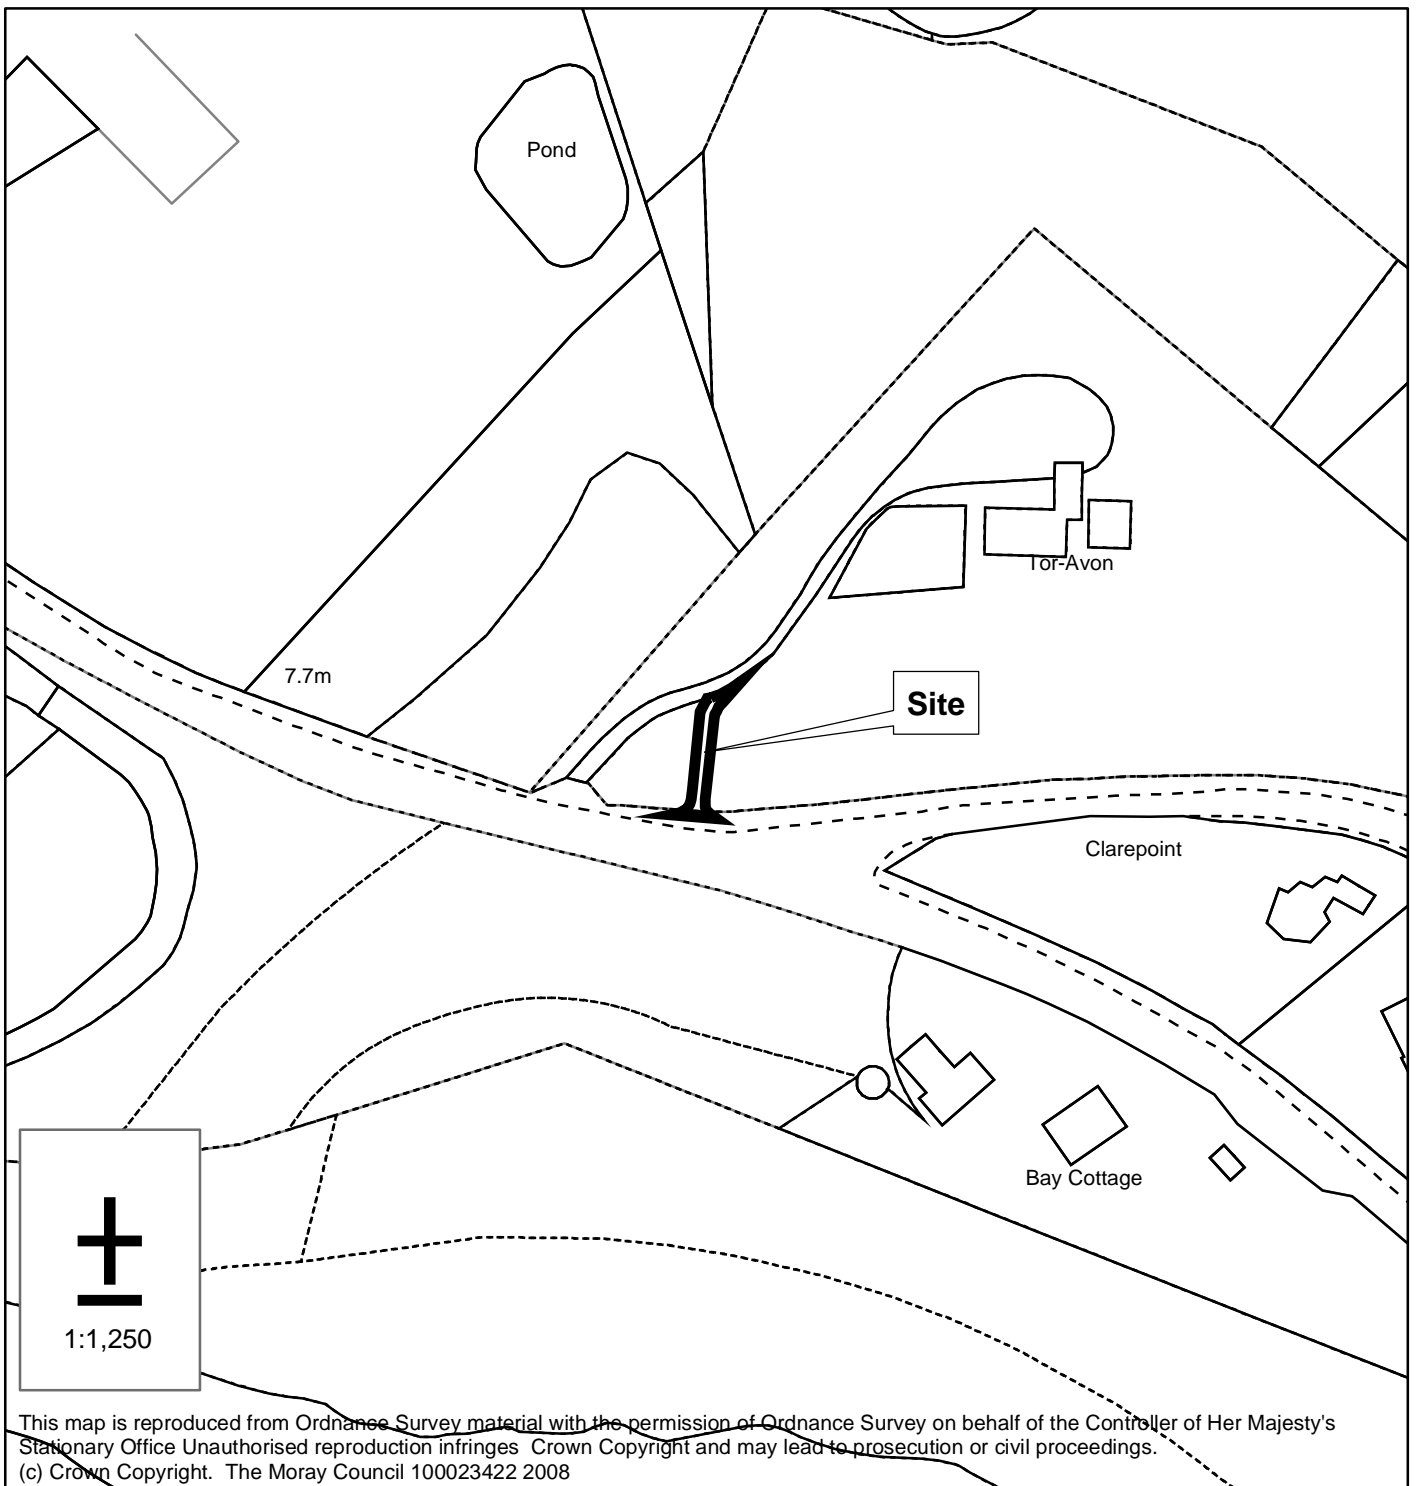 Pond
Tor-Avon
7.7m
Site
Clarepoint
Bay Cottage
±
1:1,250
This map is reproduced from Ordnance Survey material with the permission of Ordnance Survey on behalf of the Controller of Her Majesty's
Stationary Office Unauthorised reproduction infringes Crown Copyright and may lead to prosecution or civil proceedings.
(c) Crown Copyright. The Moray Council 100023422 2008